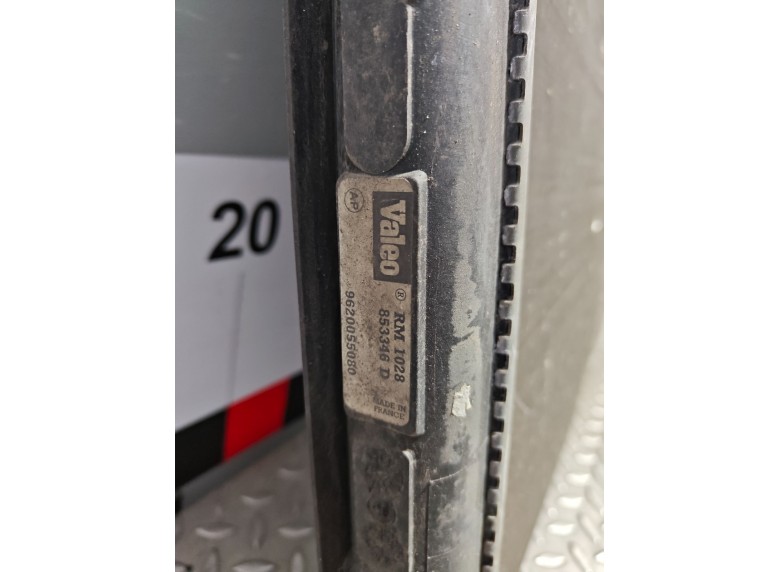 20
Valeo ® RM 1028
853346 D
AP 9620055080
MADE IN
FRANCE